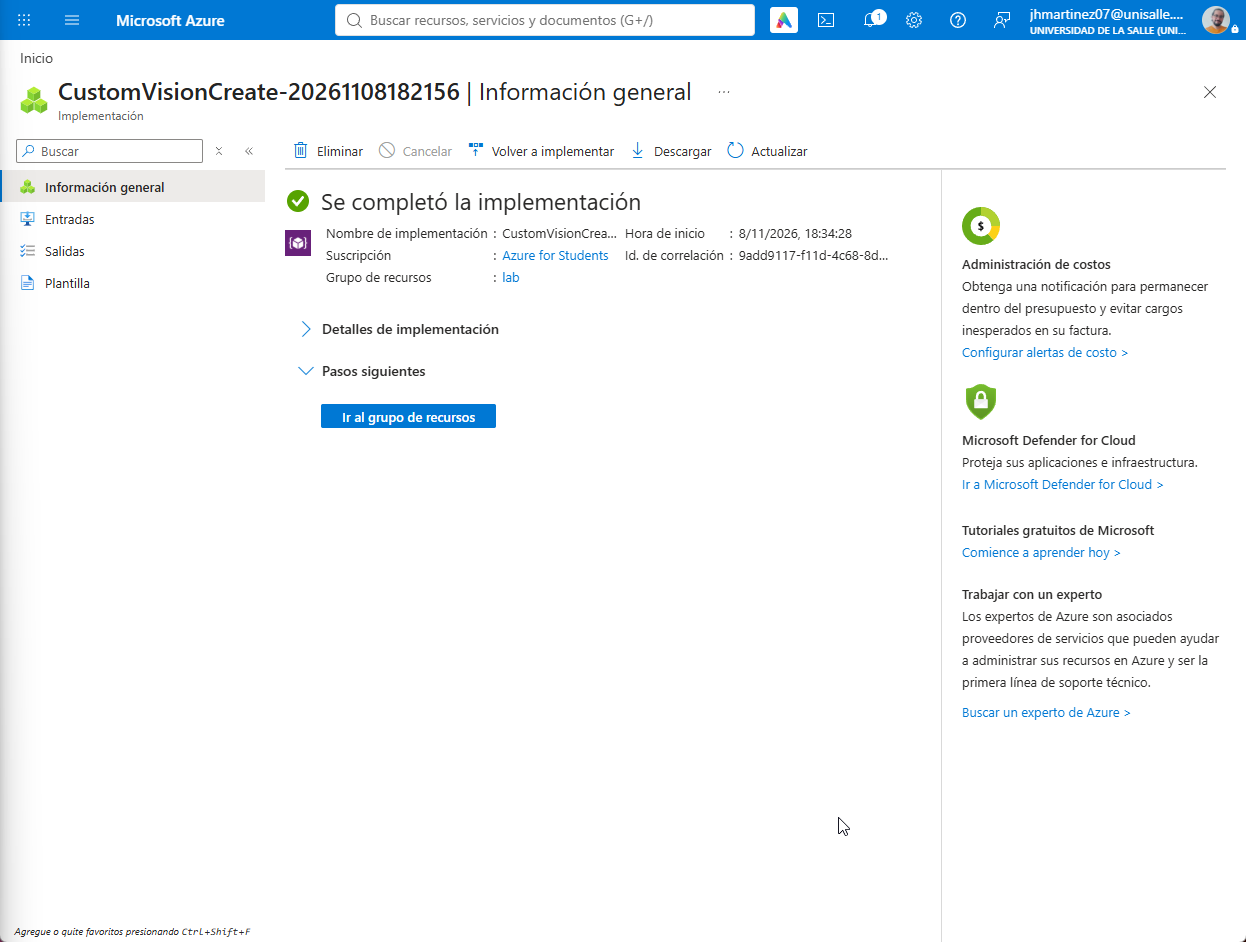 Microsoft Azure
Buscar recursos, servicios y documentos (G+/)
1
jhmartinez07@unisalle....
UNIVERSIDAD DE LA SALLE (UNI...
Inicio
CustomVisionCreate-20261108182156 | Información general ...
Implementación
Buscar
Eliminar Cancelar Volver a implementar Descargar Actualizar
Información general
Entradas
Salidas
Plantilla
Se completó la implementación
Nombre de implementación : CustomVisionCrea... Hora de inicio : 8/11/2026, 18:34:28
Suscripción : Azure for Students Id. de correlación : 9add9117-f11d-4c68-8d...
Grupo de recursos : lab
Detalles de implementación
Pasos siguientes
Ir al grupo de recursos
$
Administración de costos
Obtenga una notificación para permanecer
dentro del presupuesto y evitar cargos
inesperados en su factura.
Configurar alertas de costo >
Microsoft Defender for Cloud
Proteja sus aplicaciones e infraestructura.
Ir a Microsoft Defender for Cloud >
Tutoriales gratuitos de Microsoft
Comience a aprender hoy >
Trabajar con un experto
Los expertos de Azure son asociados
proveedores de servicios que pueden ayudar
a administrar sus recursos en Azure y ser la
primera línea de soporte técnico.
Buscar un experto de Azure >
Agregue o quite favoritos presionando Ctrl+Shift+F